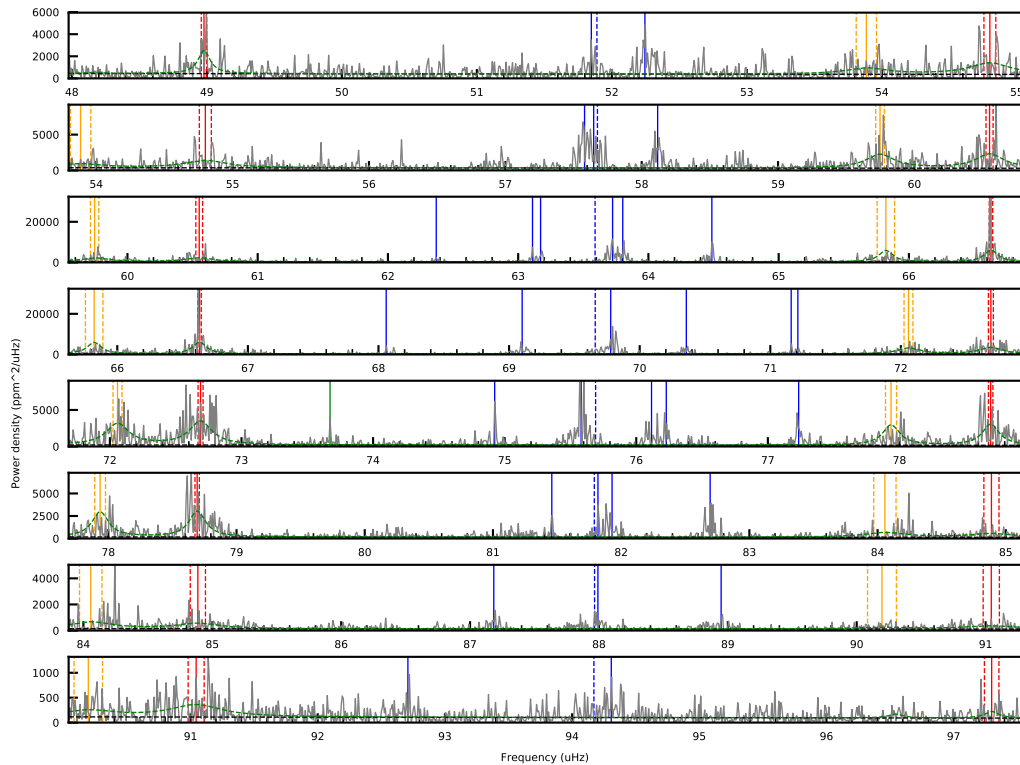 6000
4000
2000
0
48 49 50 51 52 53 54 55
5000
0
54 55 56 57 58 59 60
20000
0
60 61 62 63 64 65 66
20000
0
66 67 68 69 70 71 72
5000
0
72 73 74 75 76 77 78
5000
2500
0
78 79 80 81 82 83 84 85
4000
2000
0
84 85 86 87 88 89 90 91
1000
500
0
91 92 93 94 95 96 97
Power density (ppm^2/uHz)
Frequency (uHz)